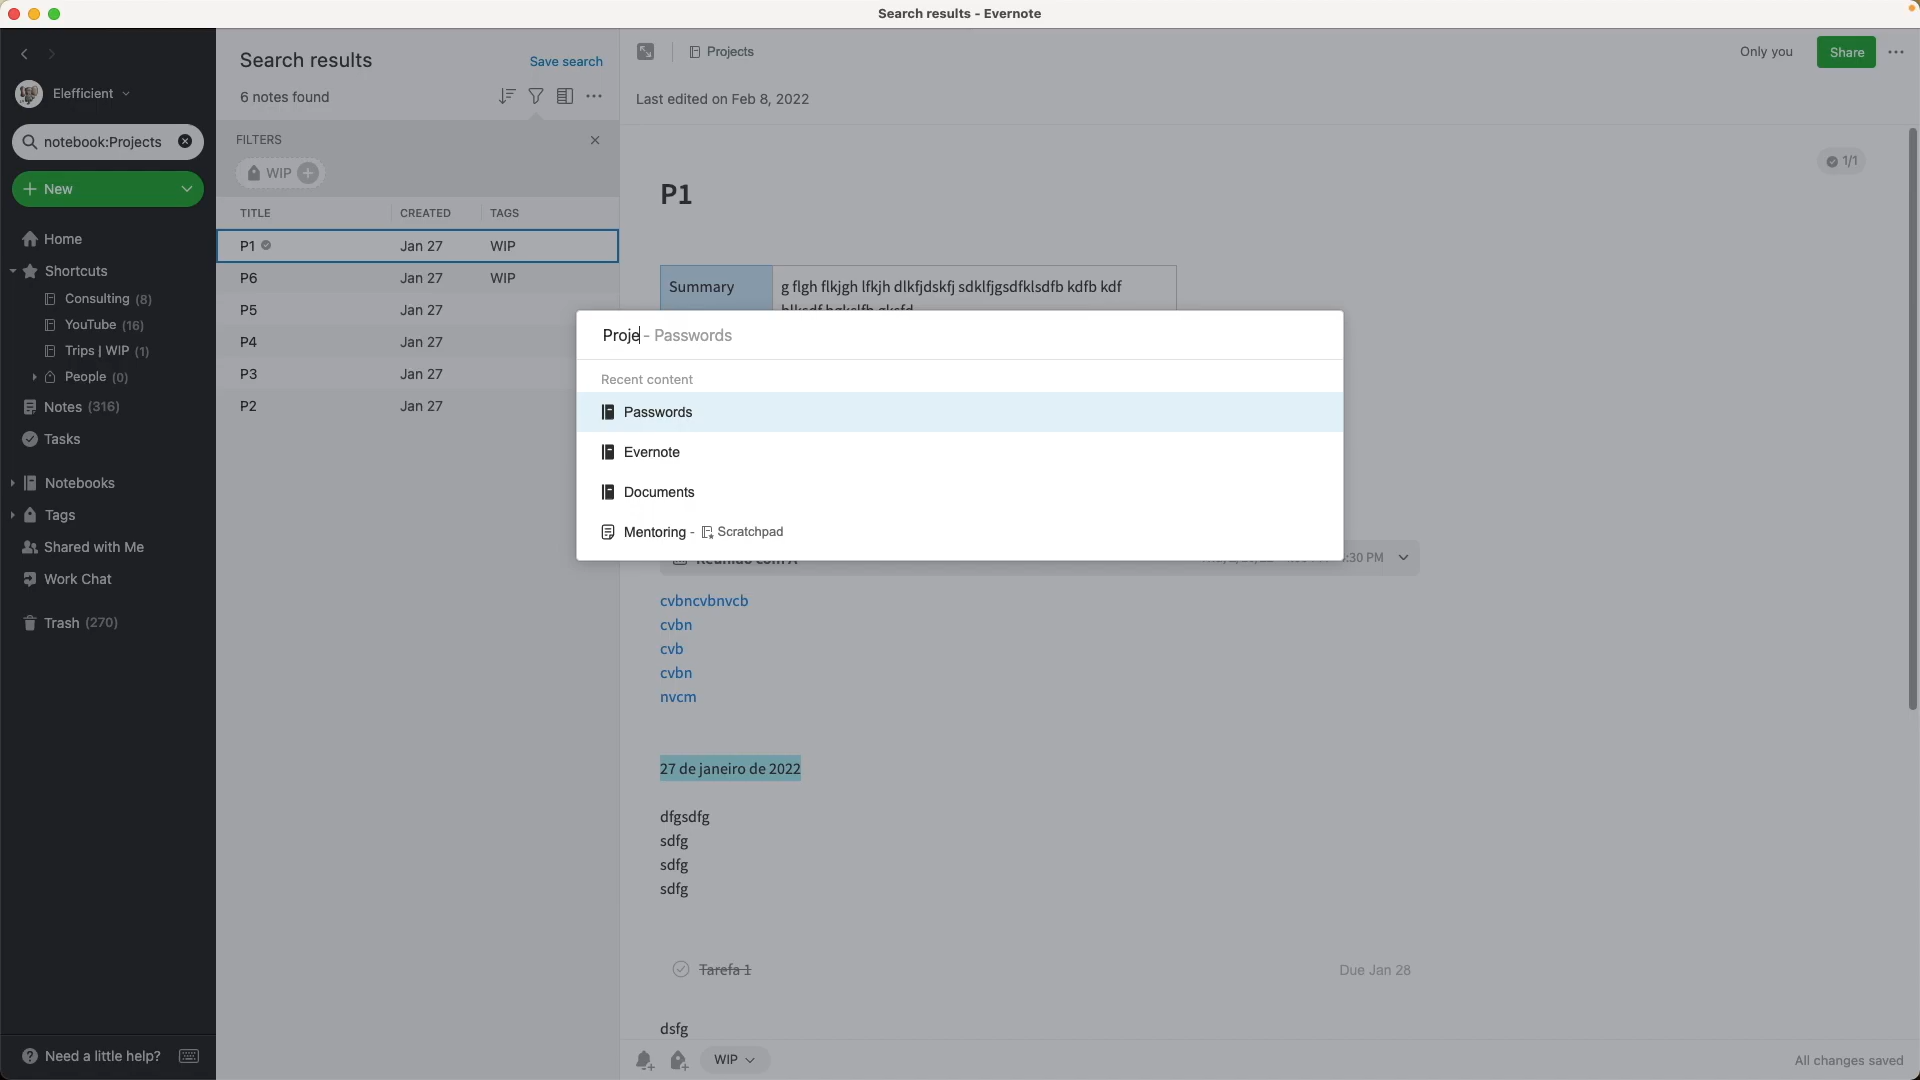 Search results - Evernote
Elefficient
notebook:Projects
New
Home
Shortcuts
Consulting (8)
YouTube (16)
Trips | WIP (1)
People (0)
Notes (316)
Tasks
Notebooks
Tags
Shared with Me
Work Chat
Trash (270)
Need a little help?
Search results
Save search
6 notes found
FILTERS
WIP
TITLE CREATED TAGS
P1 Jan 27 WIP
P6 Jan 27 WIP
P5 Jan 27
P4 Jan 27
P3 Jan 27
P2 Jan 27
Projects
Only you
Share
Last edited on Feb 8, 2022
1/1
P1
Summary
g flgh flkjgh lfkjh dlkfjdskfj sdklfjgsdfklsdfb kdfb kdf
Proje - Passwords
Recent content
Passwords
Evernote
Documents
Mentoring - Scratchpad
:30 PM
cvbncvbnvcb
cvbn
cvb
cvbn
nvcm
27 de janeiro de 2022
dfgsdfg
sdfg
sdfg
sdfg
Tarefa 1
Due Jan 28
dsfg
WIP
All changes saved